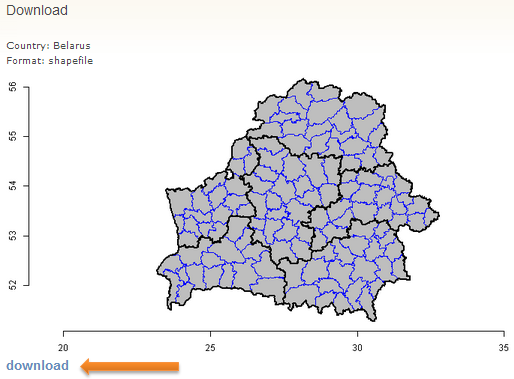 Download
Country: Belarus
Format: shapefile
56
55
54
53
52
20 25 30 35
download